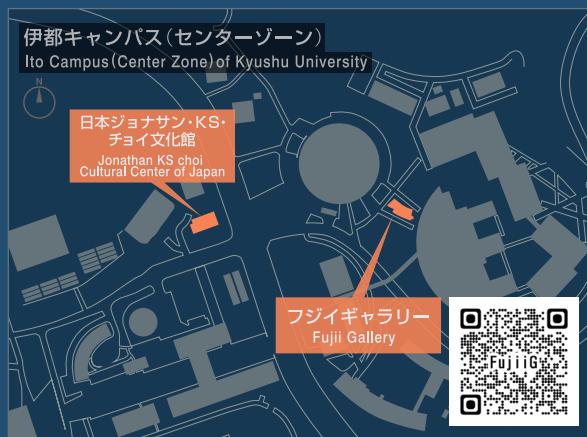 伊都キャンパス(センターゾーン)
Ito Campus(Center Zone)of Kyushu University
N
日本ジョナサン・KS・
チョイ文化館
Jonathan KS choi
Cultural Center of Japan
フジイギャラリー
Fujii Gallery
FujiiG